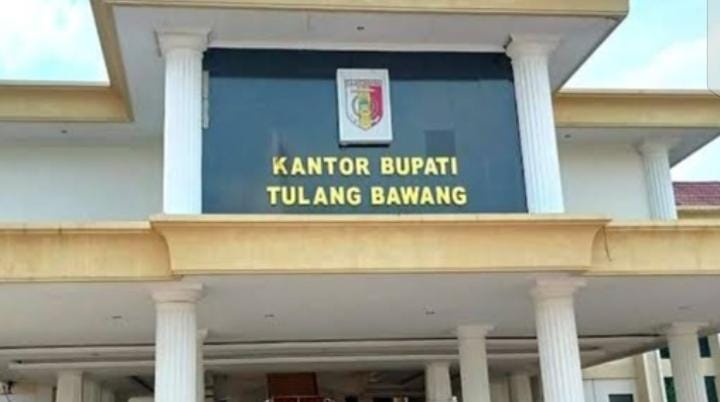 KANTOR BUPATI
TULANG BAWANG